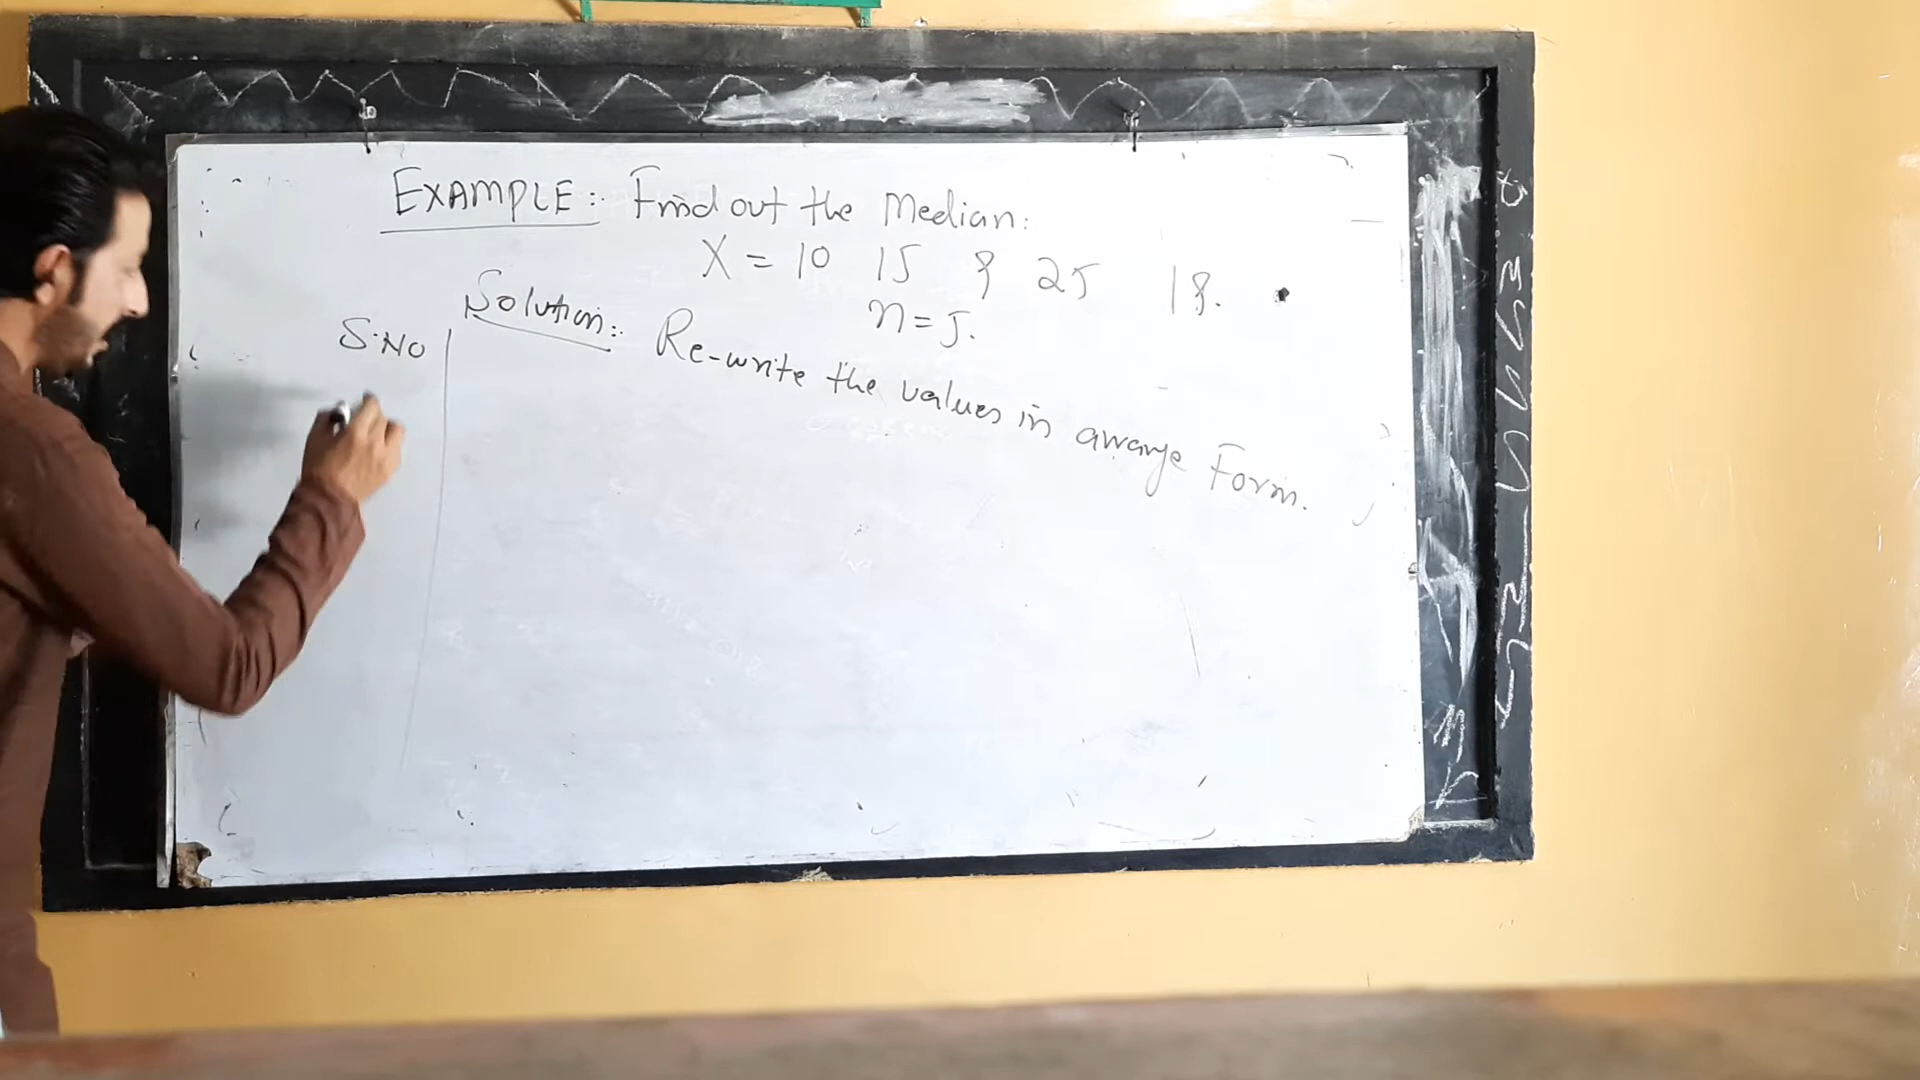 EXAMPLE:. Find out the Median:
X = 10 15 8 25 18.
n = 5.
Solution:. Re-write the values in arrange Form.
S.NO